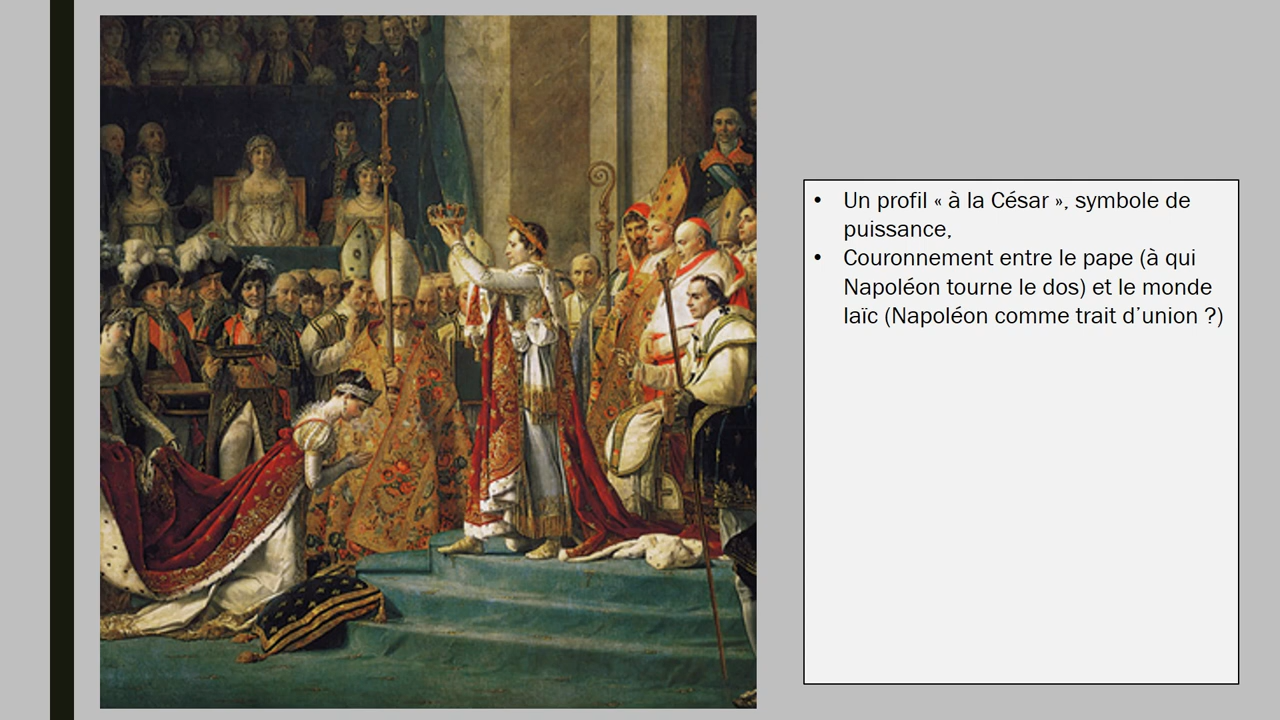 • Un profil « à la César », symbole de
puissance,
• Couronnement entre le pape (à qui
Napoléon tourne le dos) et le monde
laïc (Napoléon comme trait d’union ?)